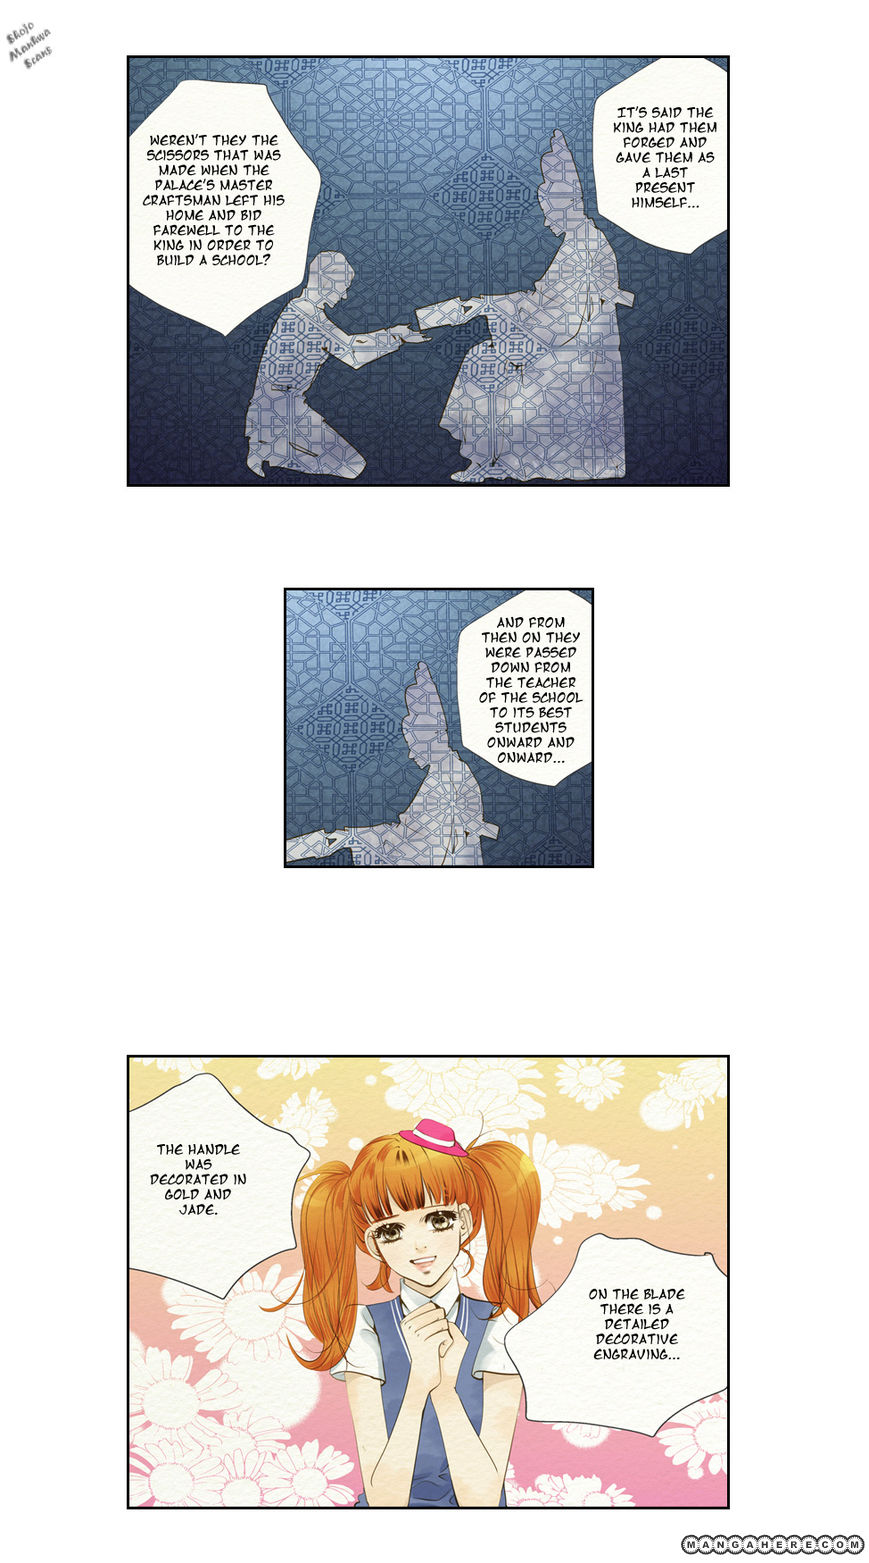 Shojo
Manhwa
Scans
WEREN'T THEY THE
SCISSORS THAT WAS
MADE WHEN THE
PALACE'S MASTER
CRAFTSMAN LEFT HIS
HOME AND BID
FAREWELL TO THE
KING IN ORDER TO
BUILD A SCHOOL?
IT'S SAID THE
KING HAD THEM
FORGED AND
GAVE THEM AS
A LAST
PRESENT
HIMSELF...
AND FROM
THEN ON THEY
WERE PASSED
DOWN FROM
THE TEACHER
OF THE SCHOOL
TO ITS BEST
STUDENTS
ONWARD AND
ONWARD...
THE HANDLE
WAS
DECORATED IN
GOLD AND
JADE.
ON THE BLADE
THERE IS A
DETAILED
DECORATIVE
ENGRAVING...
MANGAHERE.COM